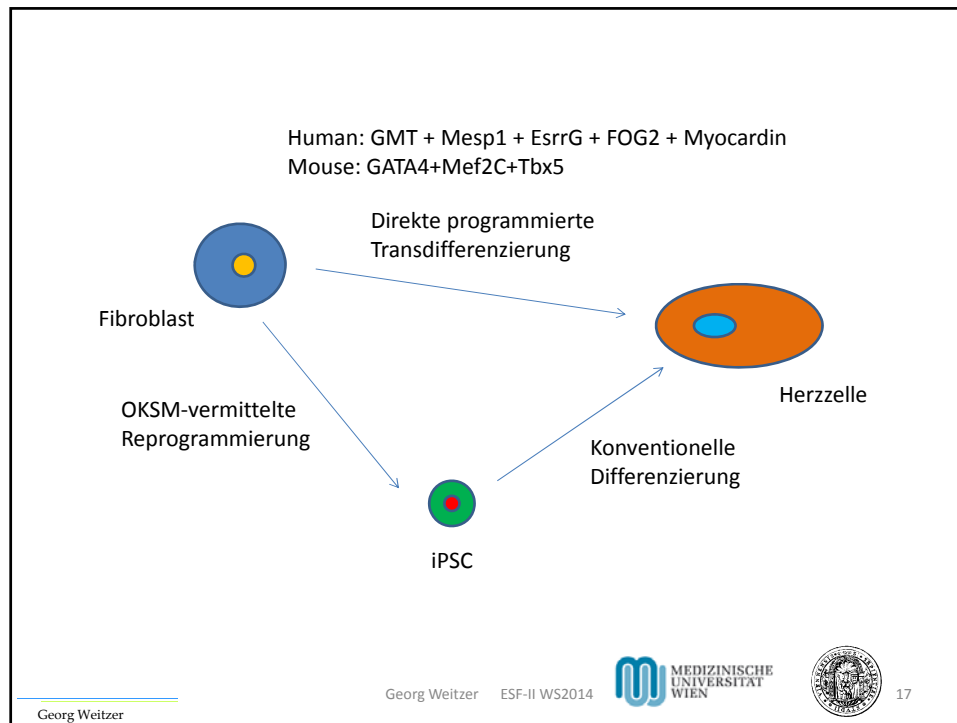 Human: GMT + Mesp1 + EsrrG + FOG2 + Myocardin
Mouse: GATA4+Mef2C+Tbx5
Direkte programmierte
Transdifferenzierung
Fibroblast
Herzzelle
OKSM-vermittelte
Reprogrammierung
Konventionelle
Differenzierung
iPSC
Georg Weitzer
Georg Weitzer ESF-II WS2014
MEDIZINISCHE
UNIVERSITÄT
WIEN
17